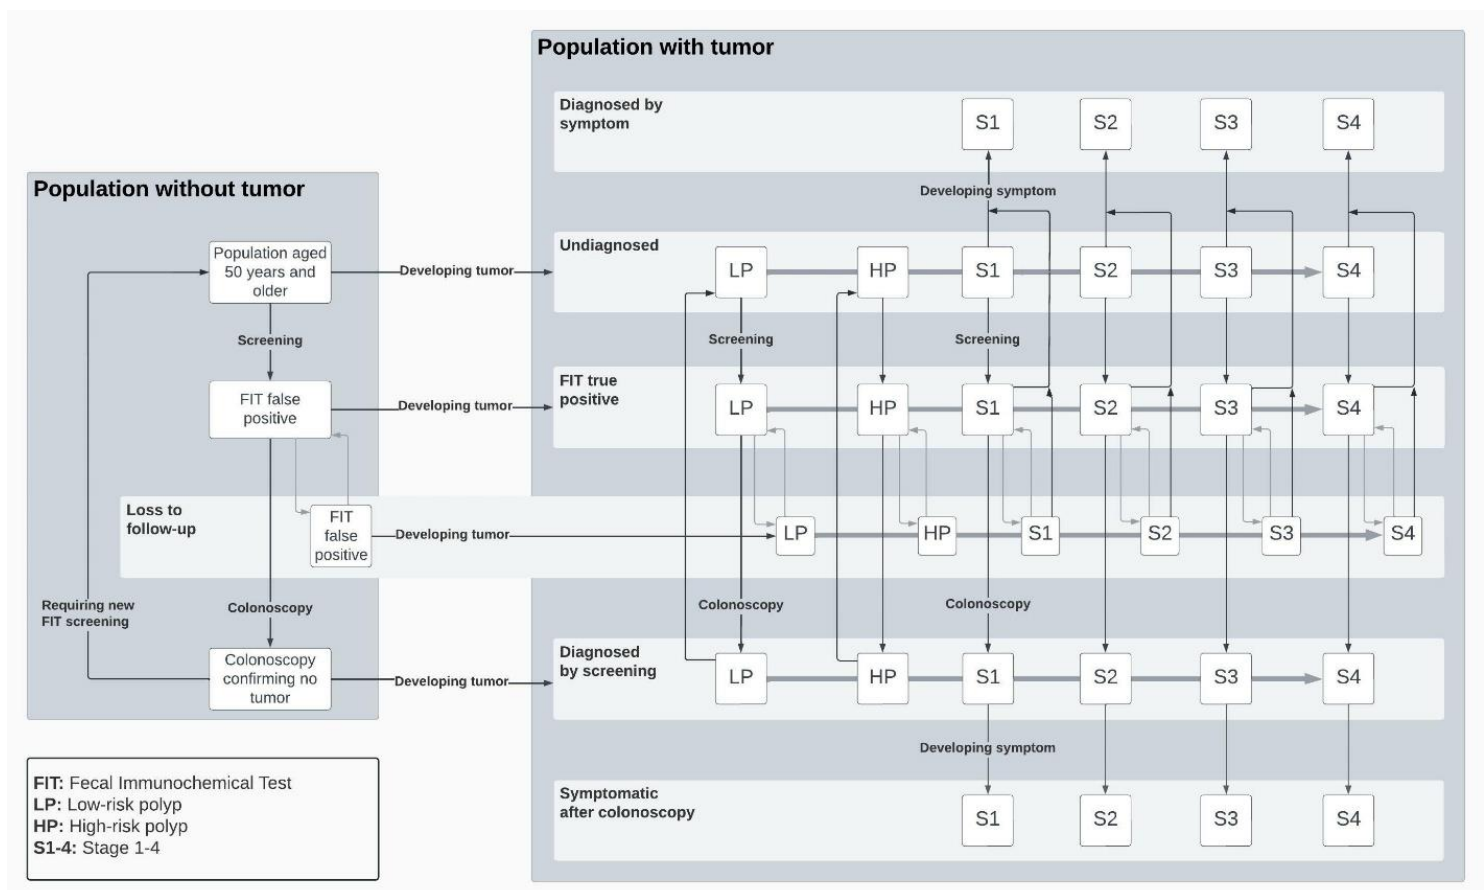 Population with tumor
Diagnosed by
symptom
S1
S2
S3
S4
Developing symptom
Population without tumor
Population aged
50 years and
older
Developing tumor
Undiagnosed
LP
HP
S1
S2
S3
S4
Screening
Screening
Screening
FIT false
positive
Developing tumor
FIT true
positive
LP
HP
S1
S2
S3
S4
Loss to
follow-up
FIT
false
positive
Developing tumor
LP
HP
S1
S2
S3
S4
Requiring new
FIT screening
Colonoscopy
Colonoscopy
Colonoscopy
Colonoscopy
confirming no
tumor
Developing tumor
Diagnosed
by screening
LP
HP
S1
S2
S3
S4
Developing symptom
Symptomatic
after colonoscopy
S1
S2
S3
S4
FIT: Fecal Immunochemical Test
LP: Low-risk polyp
HP: High-risk polyp
S1-4: Stage 1-4